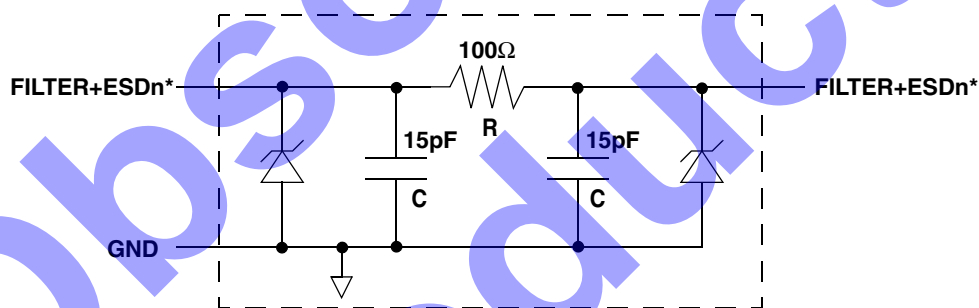 100Ω
FILTER+ESDn*
FILTER+ESDn*
R
15pF
15pF
C
C
GND